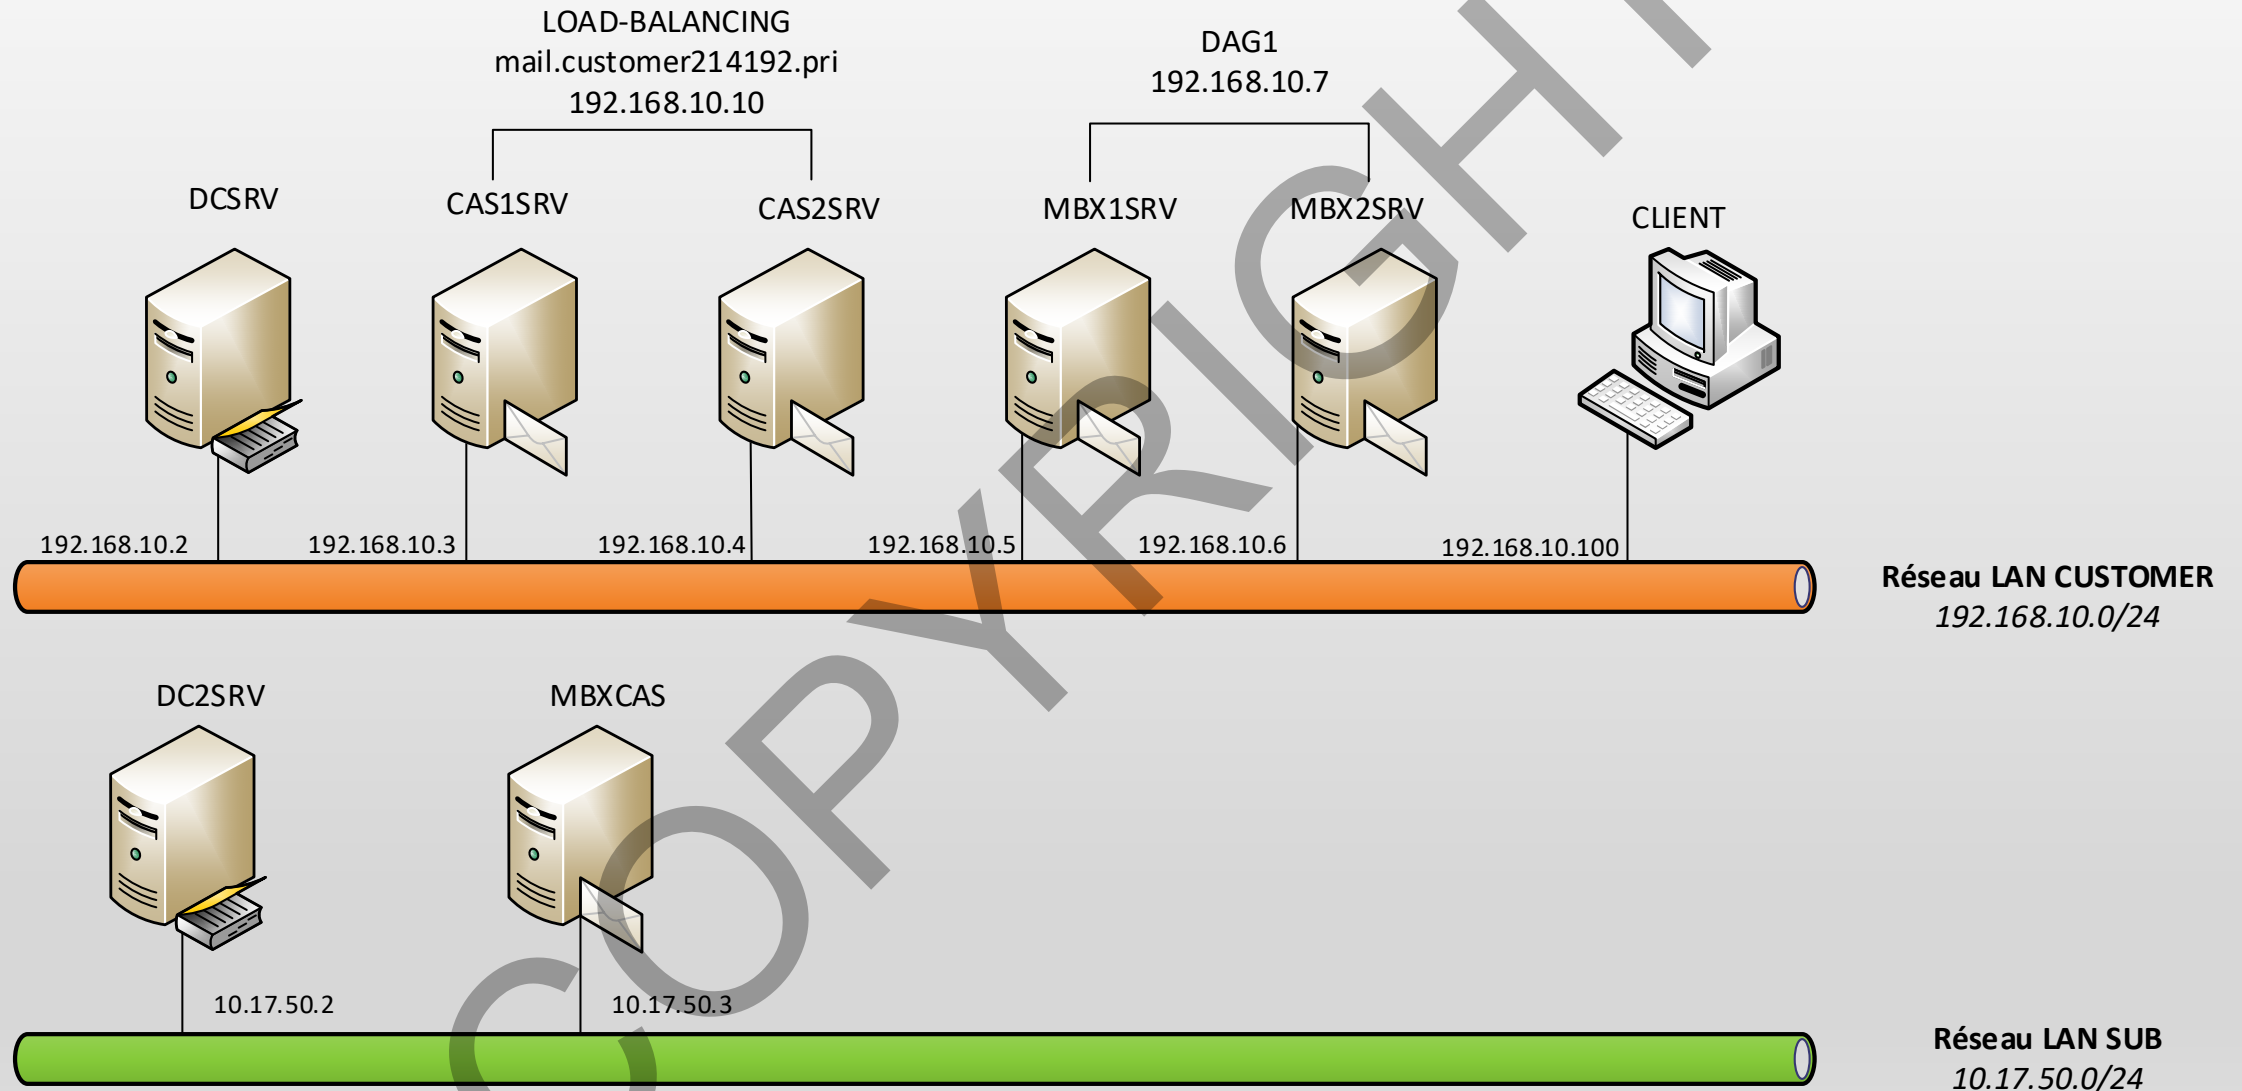 LOAD-BALANCING
mail.customer214192.pri
192.168.10.10
DAG1
192.168.10.7
DCSRV
CAS1SRV
CAS2SRV
MBX1SRV
MBX2SRV
CLIENT
192.168.10.2
192.168.10.3
192.168.10.4
192.168.10.5
192.168.10.6
192.168.10.100
Réseau LAN CUSTOMER
192.168.10.0/24
DC2SRV
MBXCAS
10.17.50.2
10.17.50.3
Réseau LAN SUB
10.17.50.0/24
COPYRIGHT